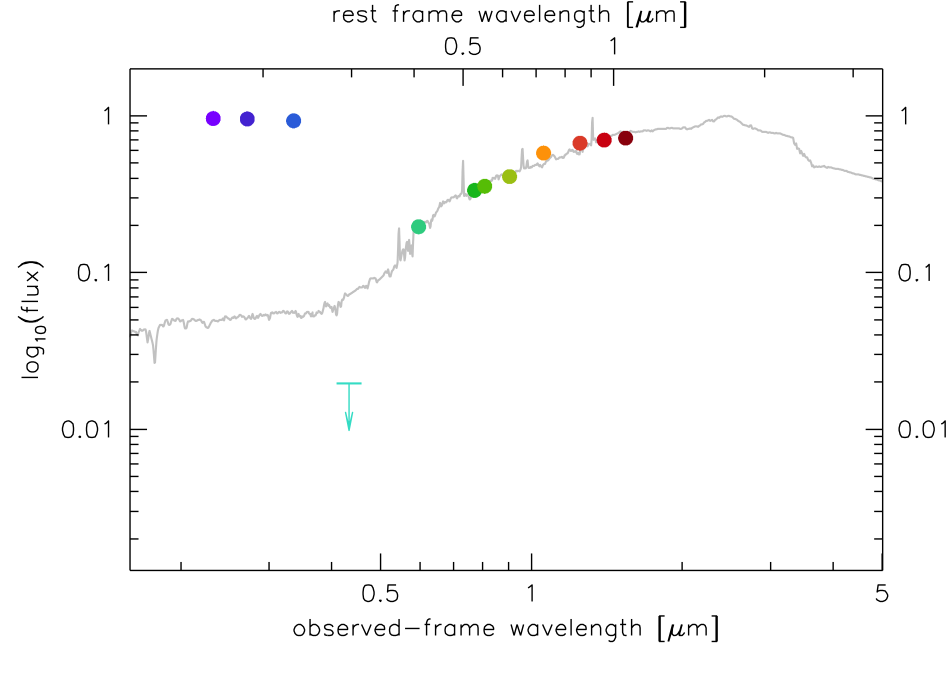 rest frame wavelength [μm]
0.5 1
1 1
0.1 0.1
0.01 0.01
log₁₀(flux)
0.5 1 5
observed-frame wavelength [μm]